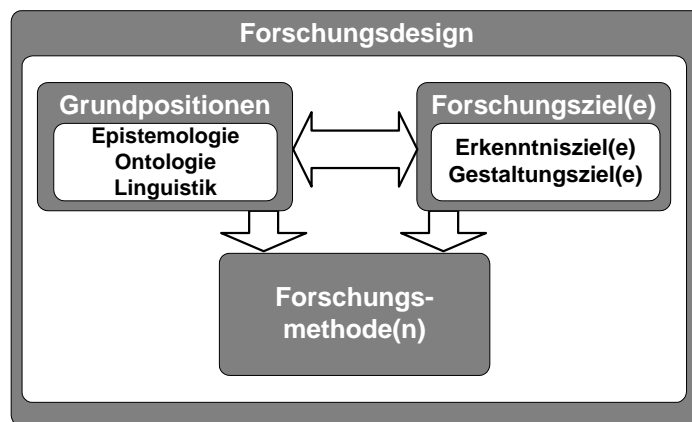 Forschungsdesign
Grundpositionen
Epistemologie
Ontologie
Linguistik
Forschungsziel(e)
Erkenntnisziel(e)
Gestaltungsziel(e)
Forschungs-
methode(n)